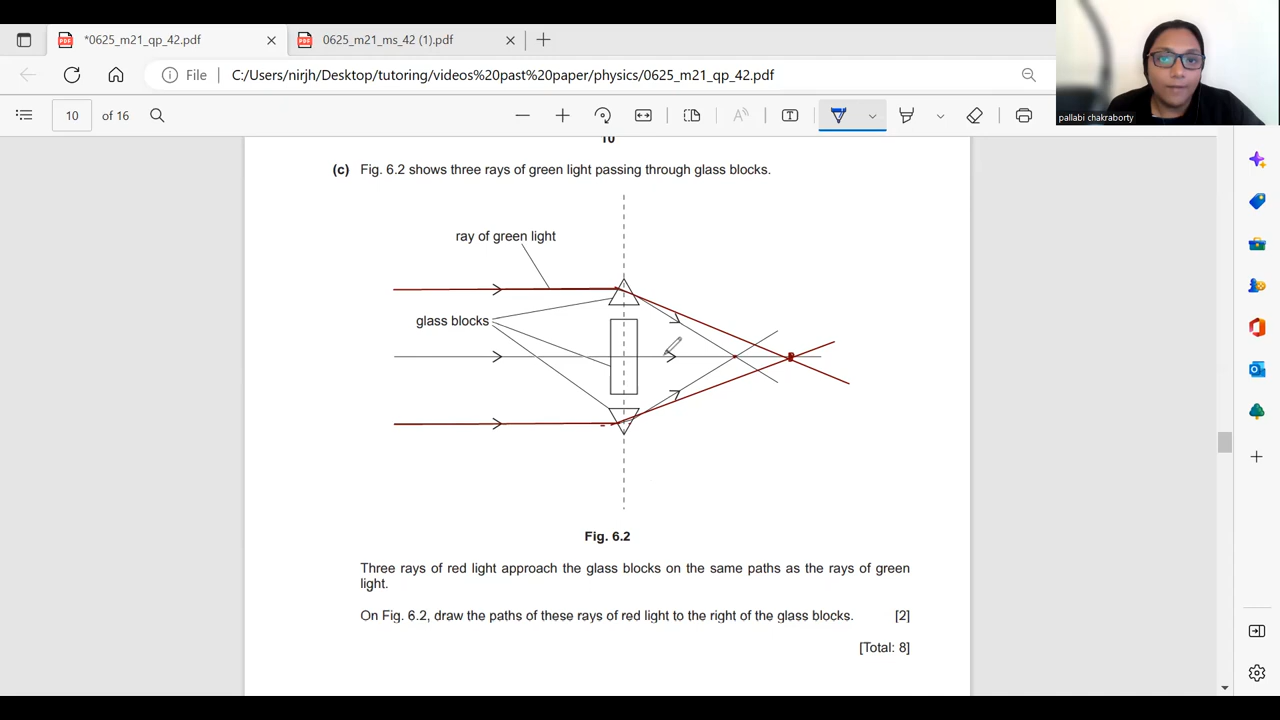 *0625_m21_qp_42.pdf
0625_m21_ms_42 (1).pdf
File
C:/Users/nirjh/Desktop/tutoring/videos%20past%20paper/physics/0625_m21_qp_42.pdf
10 of 16
pallabi chakraborty
10
(c) Fig. 6.2 shows three rays of green light passing through glass blocks.
ray of green light
glass blocks
Fig. 6.2
Three rays of red light approach the glass blocks on the same paths as the rays of green
light.
On Fig. 6.2, draw the paths of these rays of red light to the right of the glass blocks. [2]
[Total: 8]